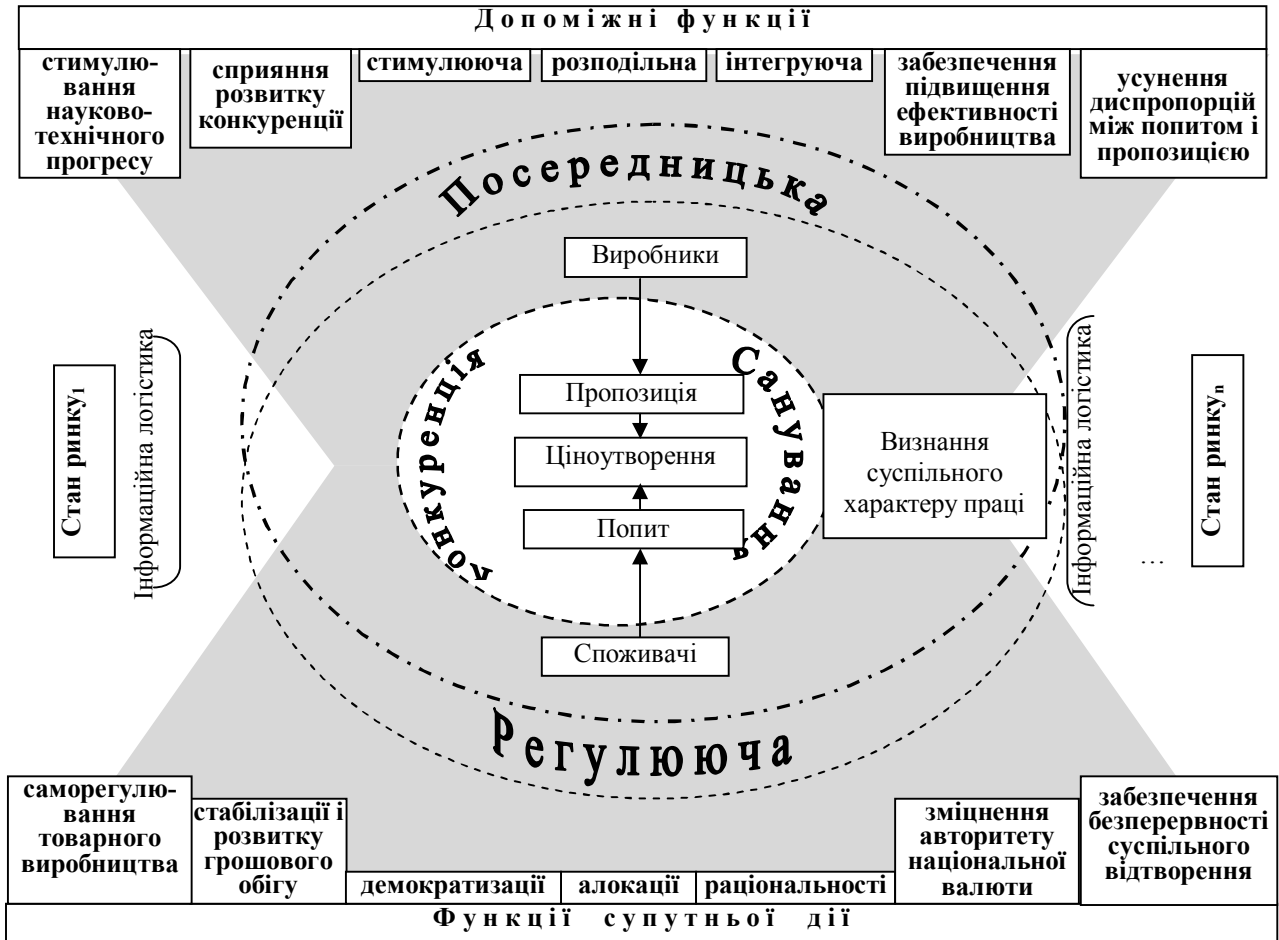 Допоміжні функції
стимулю-
вання
науково-
технічного
прогресу
сприяння
розвитку
конкуренції
стимулююча
розподільна
інтегруюча
забезпечення
підвищення
ефективності
виробництва
усунення
диспропорцій
між попитом і
пропозицією
Посередницька
Виробники
Стан ринку1
Інформаційна логістика
конкуренція
Пропозиція
Ціноутворення
Попит
Санування
Визнання
суспільного
характеру праці
Інформаційна логістика
...
Стан ринкуn
Споживачі
Регулююча
саморегулю-
вання
товарного
виробництва
стабілізації і
розвитку
грошового
обігу
демократизації
алокації
раціональності
зміцнення
авторитету
національної
валюти
забезпечення
безперервності
суспільного
відтворення
Функції супутньої дії